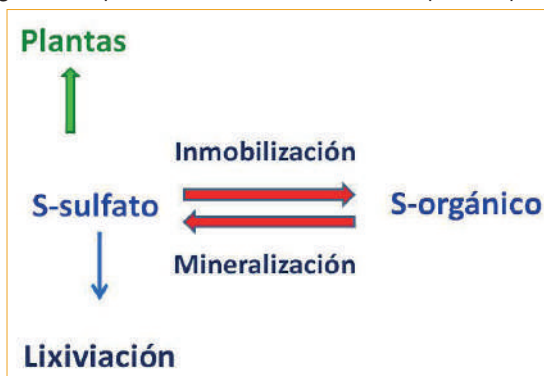 Plantas
Inmobilización
S-sulfato
S-orgánico
Mineralización
Lixiviación